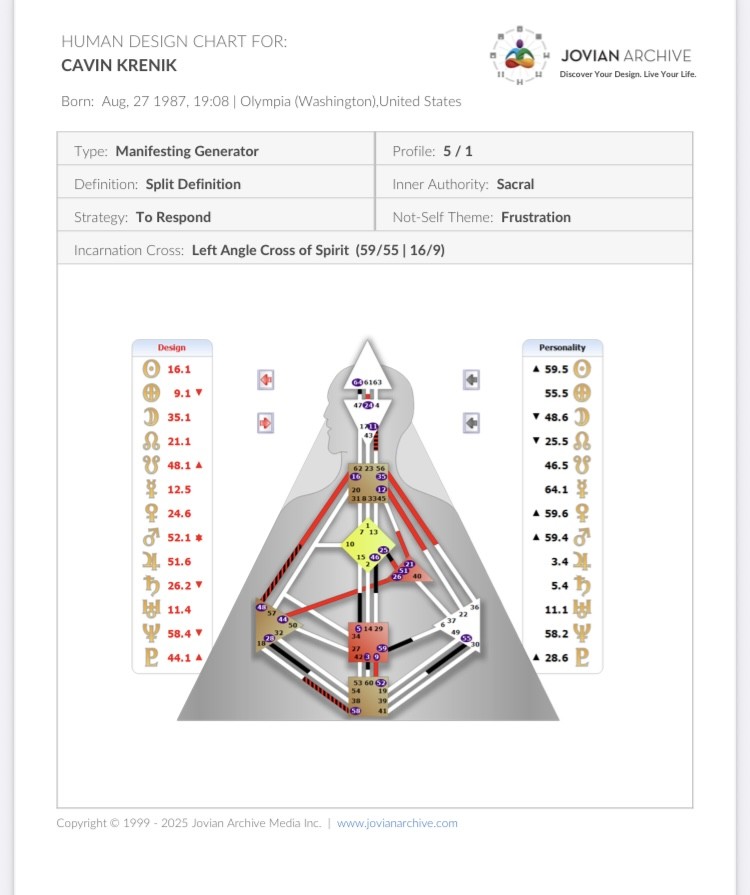 HUMAN DESIGN CHART FOR:
CAVIN KRENIK
JOVIAN ARCHIVE
Discover Your Design. Live Your Life.
Born: Aug, 27 1987, 19:08 | Olympia (Washington),United States
Type: Manifesting Generator
Profile: 5 / 1
Definition: Split Definition
Inner Authority: Sacral
Strategy: To Respond
Not-Self Theme: Frustration
Incarnation Cross: Left Angle Cross of Spirit (59/55 | 16/9)
Design
16.1
9.1 ▼
35.1
21.1
48.1 ▲
12.5
24.6
52.1
51.6
26.2 ▼
11.4
58.4 ▼
44.1 ▲
64 61 63
47 24 4
17 11
43
62 23 56
16 35
20 12
31 8 33 45
1
7 13
10 25
15 46
2
21
51
26 40
48
57
44
50
32
28
18
5 14 29
34
27 59
42 3 9
36
22
37
6
49 55
30
53 60 52
54 19
38 39
58 41
Personality
▲ 59.5
55.5
▼ 48.6
▼ 25.5
46.5
64.1
▲ 59.6
▲ 59.4
3.4
5.4
11.1
58.2
▲ 28.6
Copyright © 1999 - 2025 Jovian Archive Media Inc. | www.jovianarchive.com